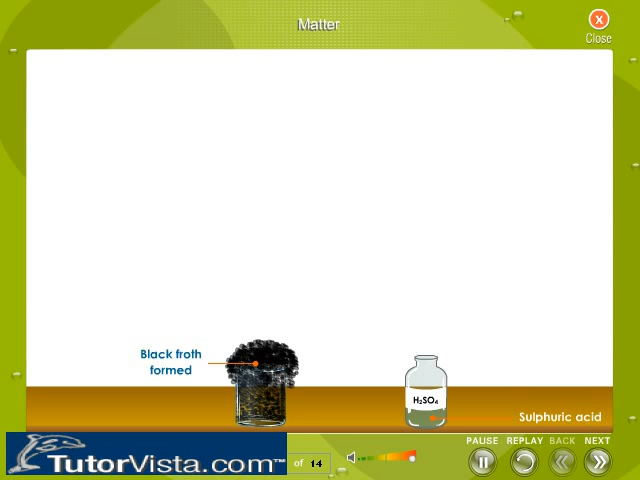 Matter
X
Close
Black froth
formed
H₂SO₄
Sulphuric acid
PAUSE REPLAY BACK NEXT
of 14
TutorVista.com™